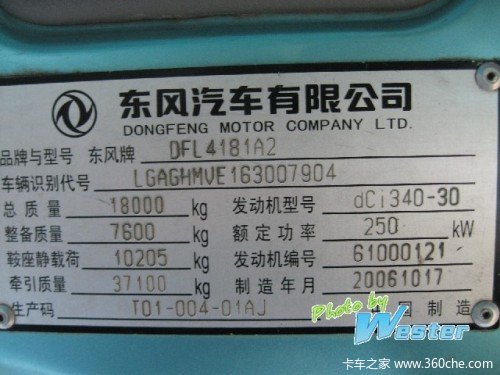 东风汽车有限公司
DONGFENG MOTOR COMPANY LTD.
品牌与型号 东风牌 DFL4181A2
车辆识别代号 LGAGHMVE163007904
总质量 18000 kg 发动机型号 dCi340-30
整备质量 7600 kg 额定功率 250 kW
鞍座静载荷 10205 kg 发动机编号 61000121
牵引质量 37100 kg 制造年月 20061017
生产码 T01-004-01AJ 国制造
Photo by
Wester
卡车之家 www.360che.com